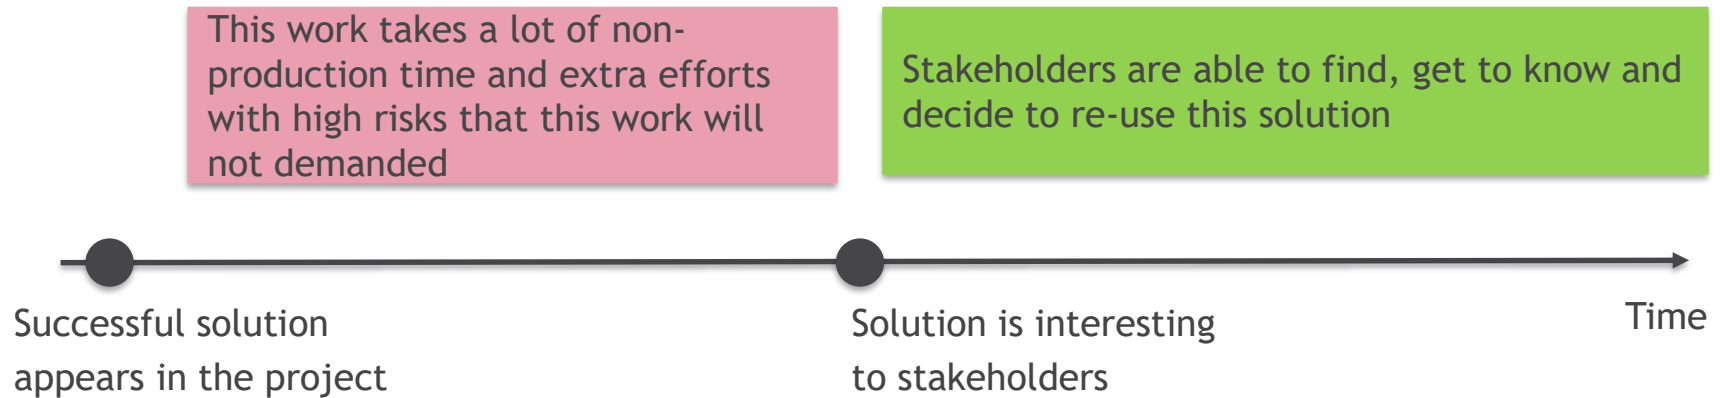 This work takes a lot of non-
production time and extra efforts
with high risks that this work will
not demanded
Stakeholders are able to find, get to know and
decide to re-use this solution
Successful solution
appears in the project
Solution is interesting
to stakeholders
Time